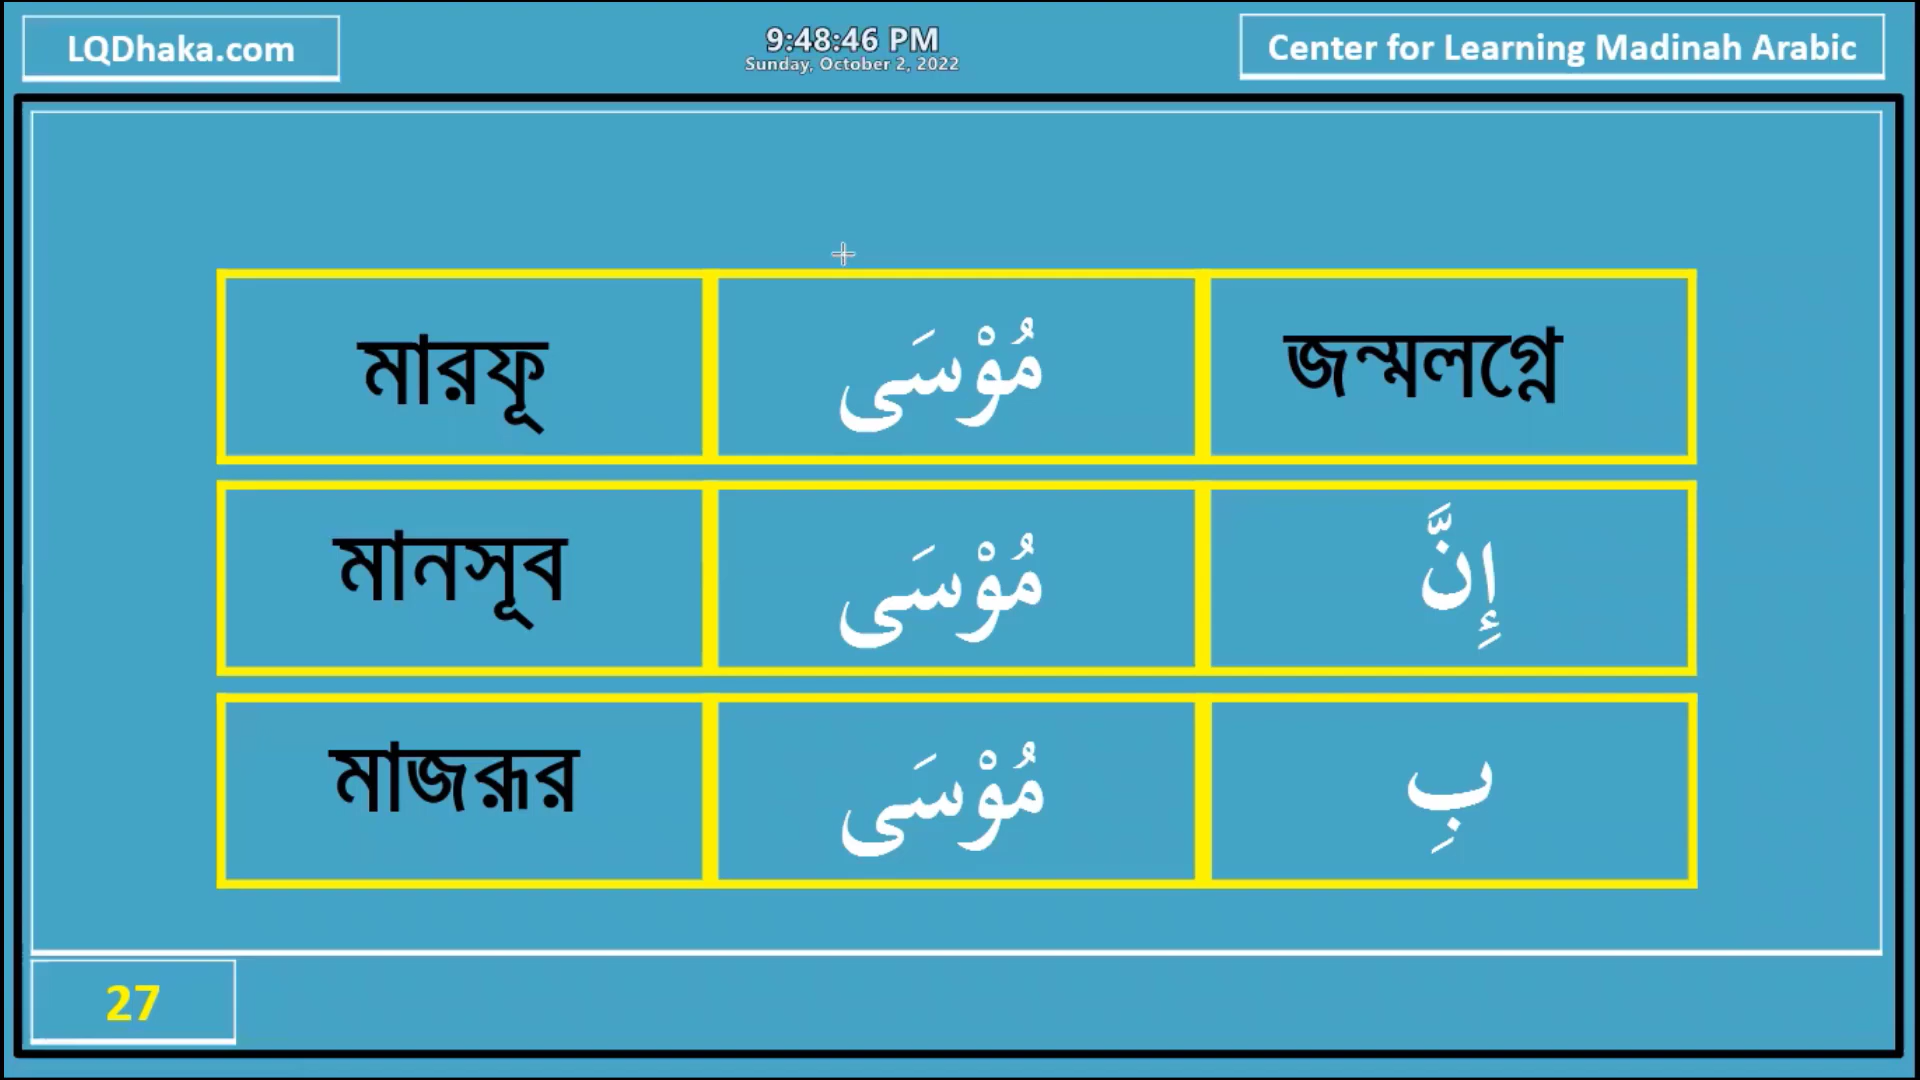 LQDhaka.com
9:48:46 PM
Sunday, October 2, 2022
Center for Learning Madinah Arabic
মারফূ مُوْسَى জন্মলগ্নে
মানসূব مُوْسَى إِنَّ
মাজরূর مُوْسَى بِ
27